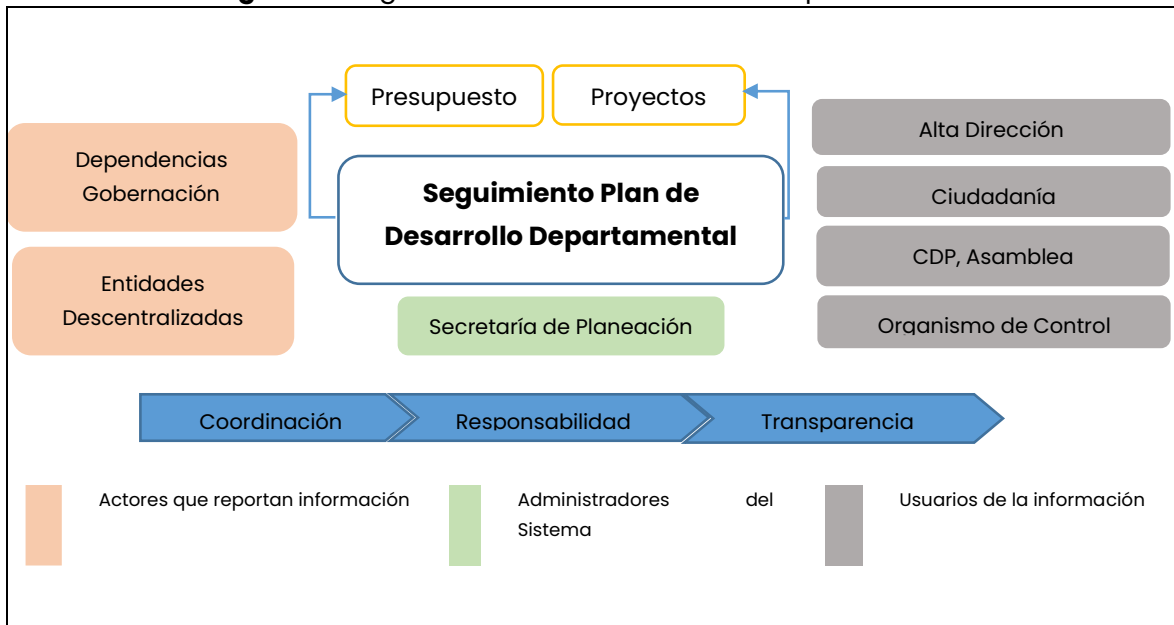 Presupuesto
Proyectos
Dependencias
Gobernación
Entidades
Descentralizadas
Seguimiento Plan de
Desarrollo Departamental
Secretaría de Planeación
Alta Dirección
Ciudadanía
CDP, Asamblea
Organismo de Control
Coordinación
Responsabilidad
Transparencia
Actores que reportan información
Administradores del
Sistema
Usuarios de la información